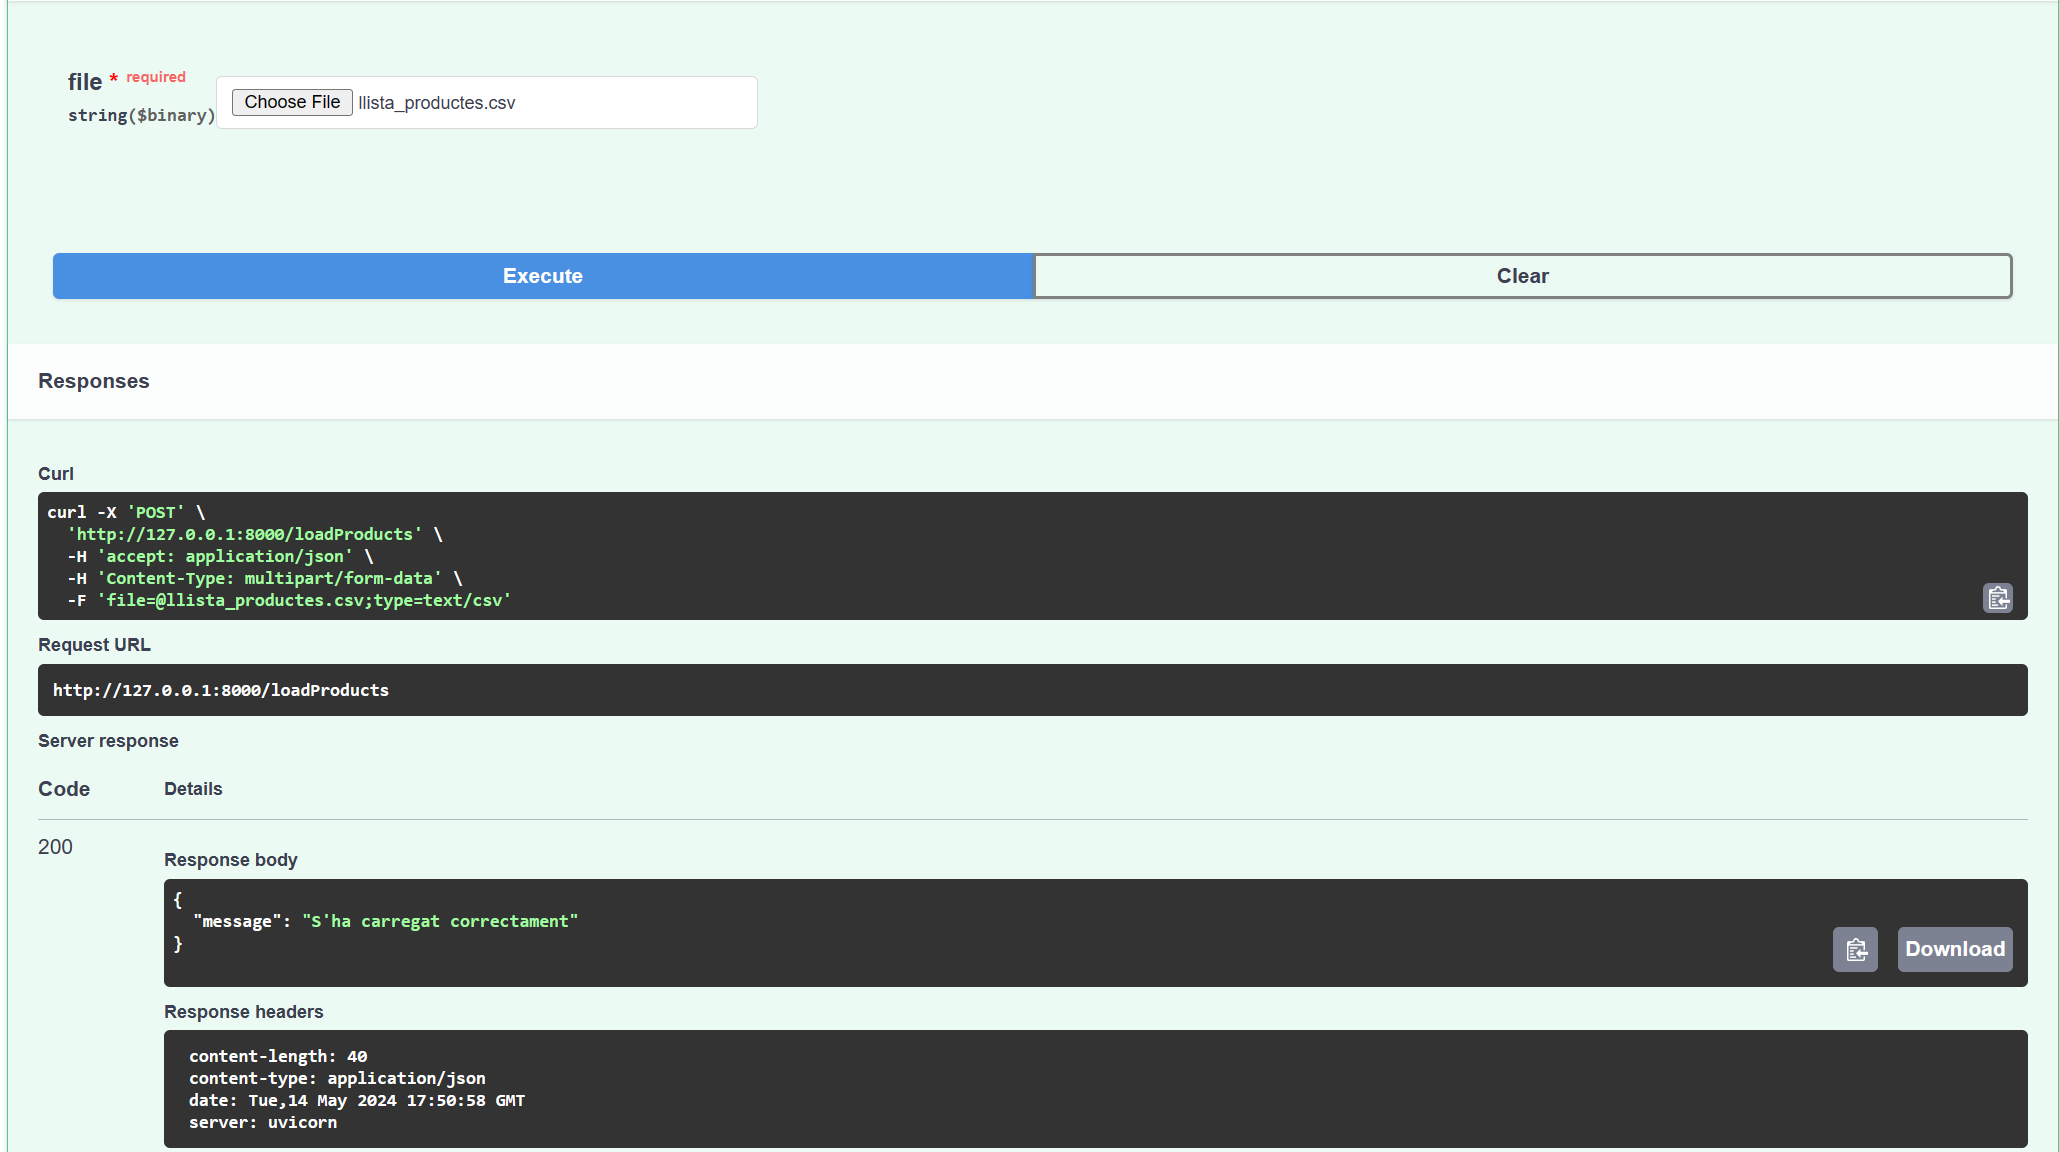 file * required
string($binary)
Choose File llista_productes.csv
Execute
Clear
Responses
Curl
curl -X 'POST' \
  'http://127.0.0.1:8000/loadProducts' \
  -H 'accept: application/json' \
  -H 'Content-Type: multipart/form-data' \
  -F 'file=@llista_productes.csv;type=text/csv'
Request URL
http://127.0.0.1:8000/loadProducts
Server response
Code Details
200
Response body
{
  "message": "S'ha carregat correctament"
}
Download
Response headers
content-length: 40
content-type: application/json
date: Tue,14 May 2024 17:50:58 GMT
server: uvicorn